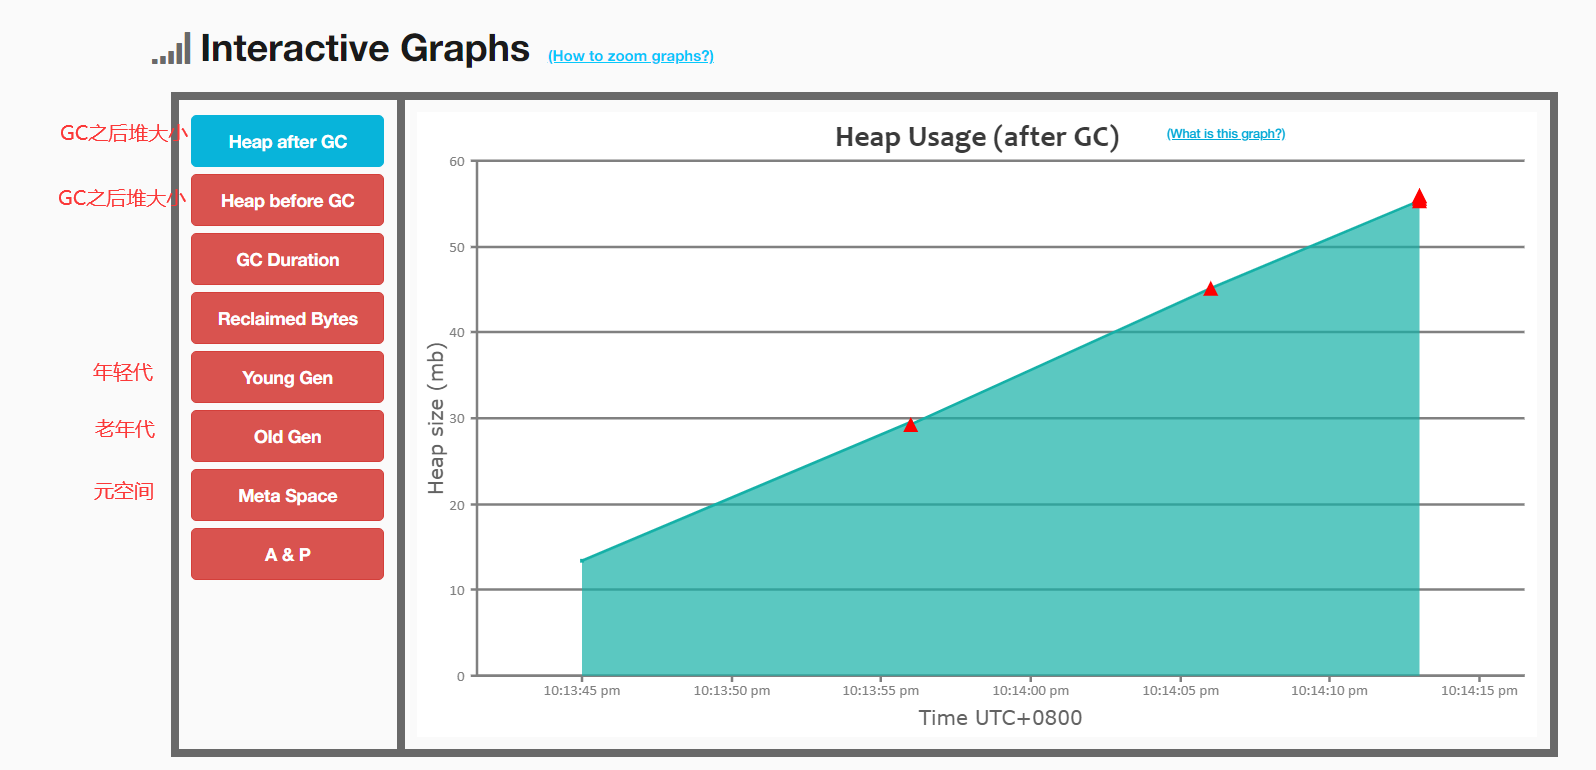 Interactive Graphs (How to zoom graphs?)
GC之后堆大小
Heap after GC
GC之后堆大小
Heap before GC
GC Duration
Reclaimed Bytes
年轻代
Young Gen
老年代
Old Gen
元空间
Meta Space
A & P
Heap Usage (after GC)
(What is this graph?)
60
50
40
30
20
10
0
Heap size (mb)
10:13:45 pm
10:13:50 pm
10:13:55 pm
10:14:00 pm
10:14:05 pm
10:14:10 pm
10:14:15 pm
Time UTC+0800